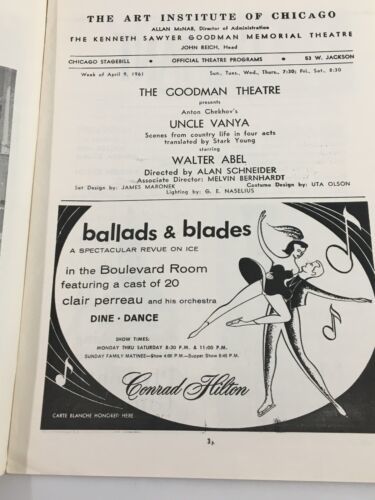 THE ART INSTITUTE OF CHICAGO
ALLAN McNAB, Director of Administration
THE KENNETH SAWYER GOODMAN MEMORIAL THEATRE
JOHN REICH, Head
CHICAGO STAGEBILL • OFFICIAL THEATRE PROGRAMS • 53 W. JACKSON
Week of April 9, 1961 Sun., Tues., Wed., Thurs., 7:30; Fri., Sat., 8:30
THE GOODMAN THEATRE
presents
Anton Chekhov's
UNCLE VANYA
Scenes from country life in four acts
translated by Stark Young
starring
WALTER ABEL
Directed by ALAN SCHNEIDER
Associate Director: MELVIN BERNHARDT
Set Design by: JAMES MARONEK Costume Design by: UTA OLSON
Lighting by: G. E. NASELIUS
ballads & blades
A SPECTACULAR REVUE ON ICE
in the Boulevard Room
featuring a cast of 20
clair perreau and his orchestra
DINE • DANCE
SHOW TIMES:
MONDAY THRU SATURDAY 8:30 P.M. & 11:00 P.M.
SUNDAY FAMILY MATINEE—Show 4:00 P.M.—Supper Show 8:45 P.M.
Conrad Hilton
CARTE BLANCHE HONORED HERE
3